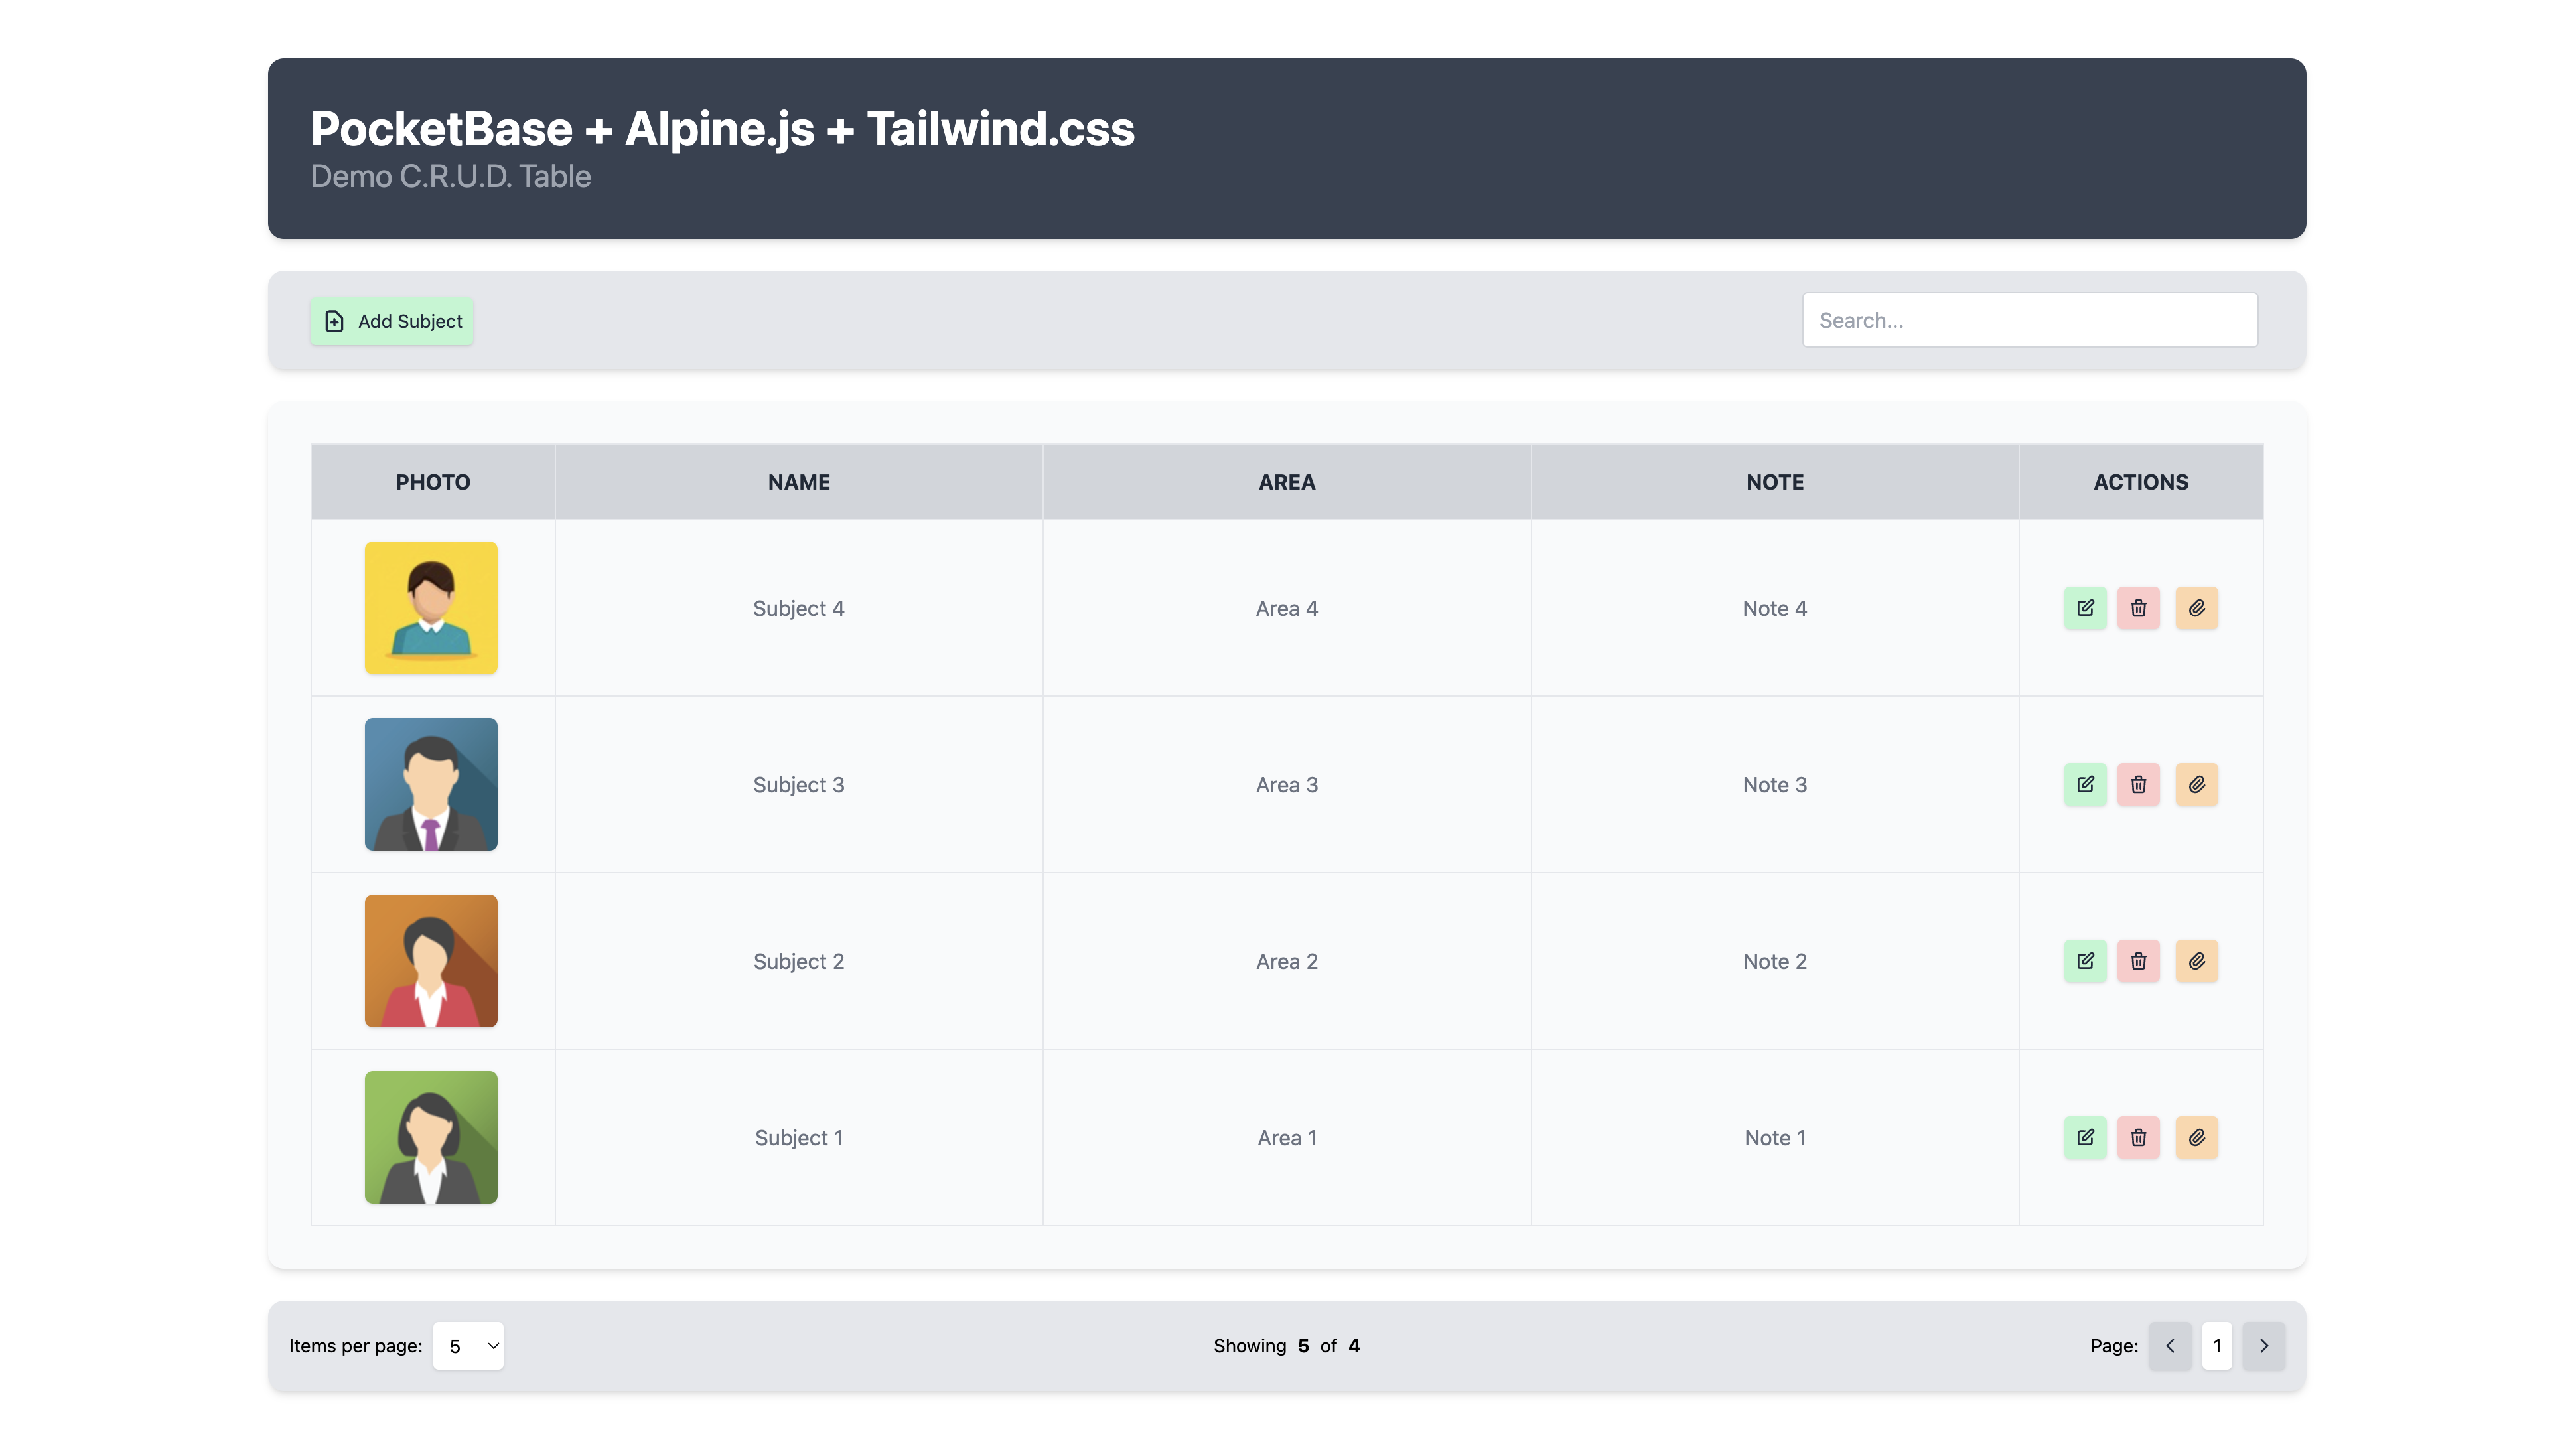 PocketBase + Alpine.js + Tailwind.css
Demo C.R.U.D. Table
Add Subject
Search...
PHOTO NAME AREA NOTE ACTIONS
Subject 4 Area 4 Note 4
Subject 3 Area 3 Note 3
Subject 2 Area 2 Note 2
Subject 1 Area 1 Note 1
Items per page: 5 Showing 5 of 4 Page: 1